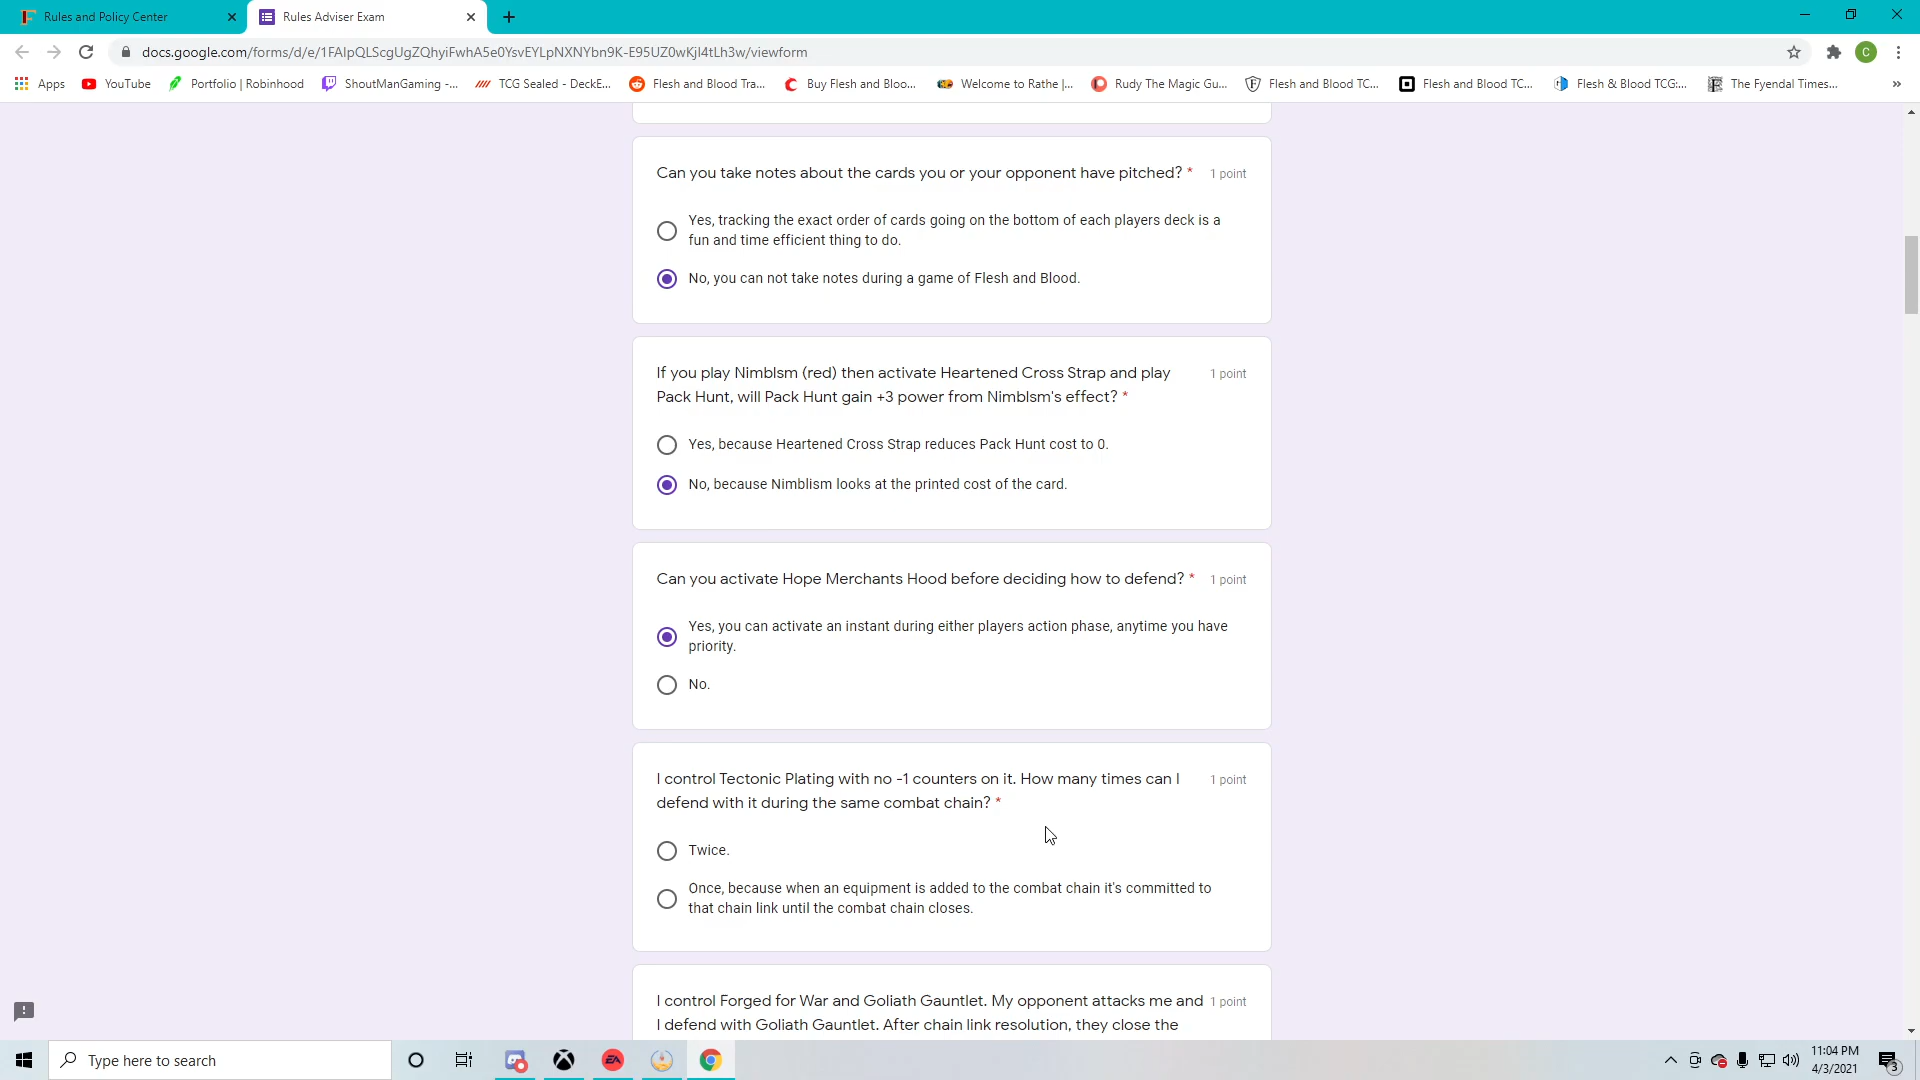 Rules and Policy Center
Rules Adviser Exam
docs.google.com/forms/d/e/1FAIpQLScgUgZQhyiFwhA5e0YsvEYLpNXNYbn9K-E95UZ0wKjI4tLh3w/viewform
C
Apps
YouTube
Portfolio | Robinhood
ShoutManGaming -...
TCG Sealed - DeckE...
Flesh and Blood Tra...
Buy Flesh and Bloo...
Welcome to Rathe |...
Rudy The Magic Gu...
Flesh and Blood TC...
Flesh and Blood TC...
Flesh & Blood TCG:...
The Fyendal Times...
Can you take notes about the cards you or your opponent have pitched? * 1 point
Yes, tracking the exact order of cards going on the bottom of each players deck is a
fun and time efficient thing to do.
No, you can not take notes during a game of Flesh and Blood.
If you play Nimblsm (red) then activate Heartened Cross Strap and play 1 point
Pack Hunt, will Pack Hunt gain +3 power from Nimblsm's effect? *
Yes, because Heartened Cross Strap reduces Pack Hunt cost to 0.
No, because Nimblism looks at the printed cost of the card.
Can you activate Hope Merchants Hood before deciding how to defend? * 1 point
Yes, you can activate an instant during either players action phase, anytime you have
priority.
No.
I control Tectonic Plating with no -1 counters on it. How many times can I 1 point
defend with it during the same combat chain? *
Twice.
Once, because when an equipment is added to the combat chain it's committed to
that chain link until the combat chain closes.
I control Forged for War and Goliath Gauntlet. My opponent attacks me and 1 point
I defend with Goliath Gauntlet. After chain link resolution, they close the
Type here to search
EA
11:04 PM
4/3/2021
3